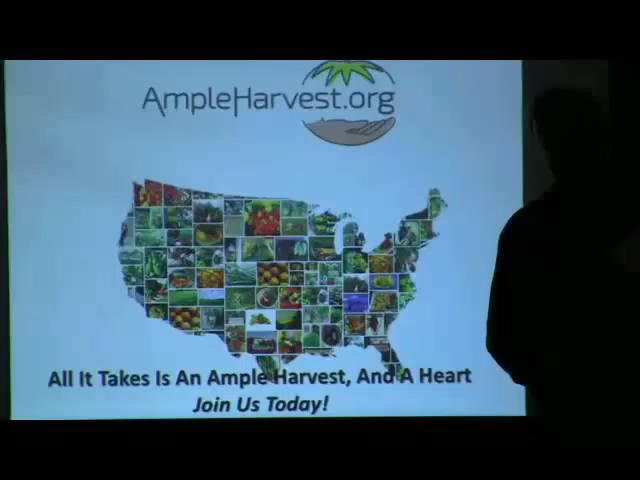 AmpleHarvest.org
All It Takes Is An Ample Harvest, And A Heart
Join Us Today!